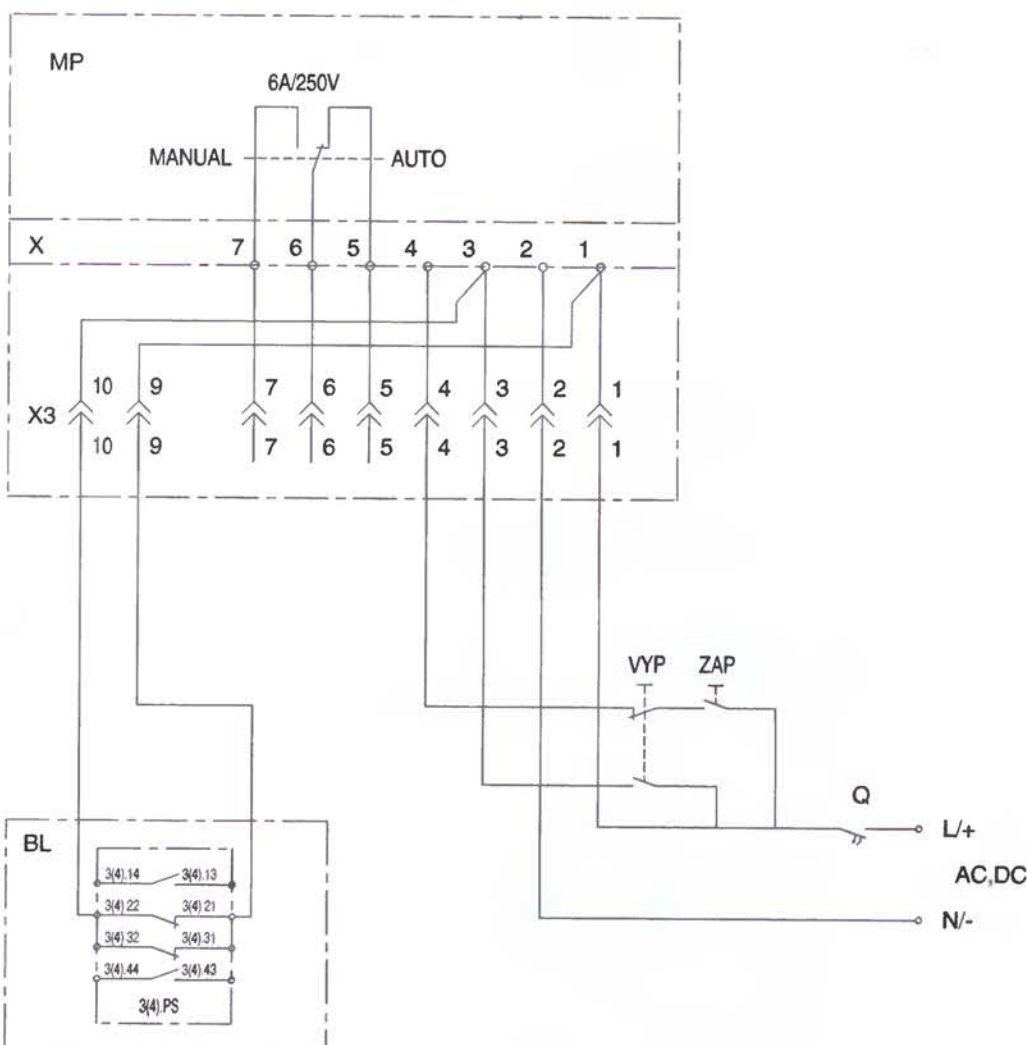 MP
6A/250V
MANUAL AUTO
X 7 6 5 4 3 2 1
10 9 7 6 5 4 3 2 1
X3
10 9 7 6 5 4 3 2 1
VYP ZAP
Q
L/+
AC,DC
N/-
BL
3(4).14 3(4).13
3(4).22 3(4).21
3(4).32 3(4).31
3(4).44 3(4).43
3(4).PS